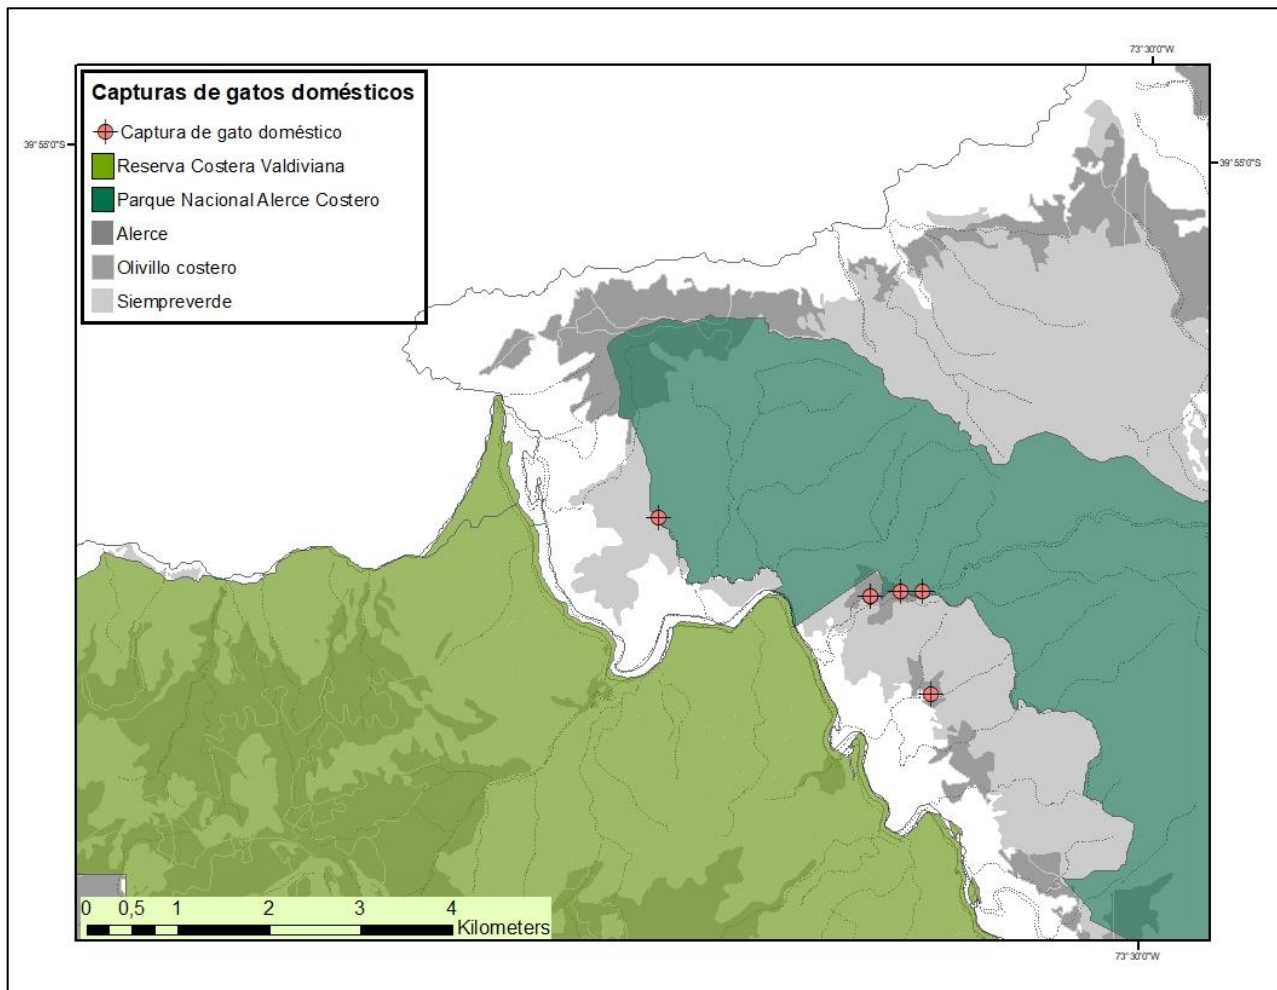 73° 30'0"W
Capturas de gatos domésticos
Captura de gato doméstico
39° 55'0"S
39° 55'0"S
Reserva Costera Valdiviana
Parque Nacional Alerce Costero
Alerce
Olivillo costero
Siempreverde
0 0,5 1 2 3 4
Kilometers
73° 30'0"W